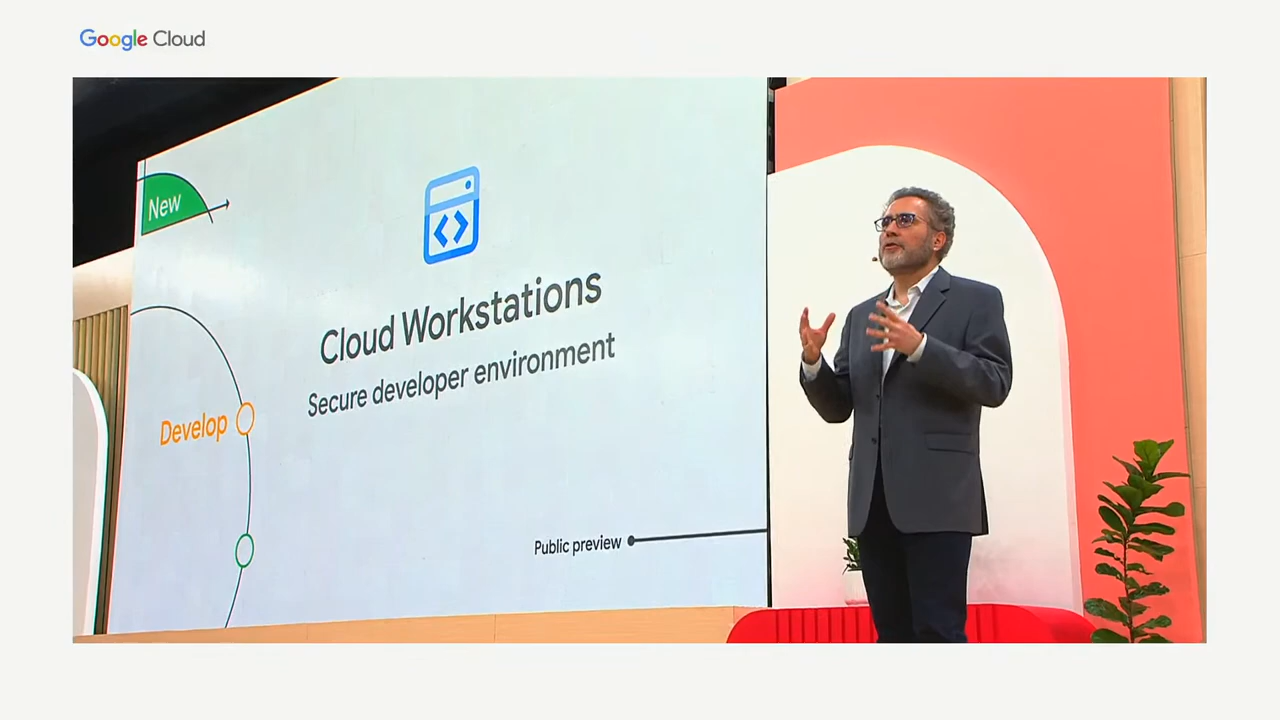 Google Cloud
New
Cloud Workstations
Secure developer environment
Develop
Public preview